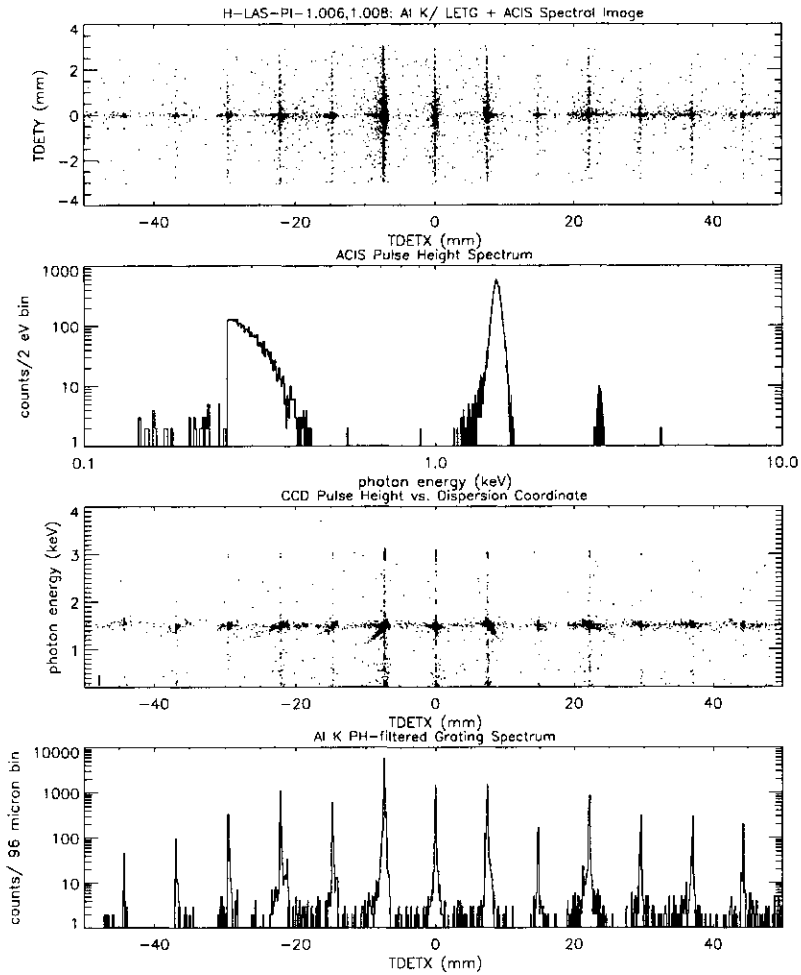 H-LAS-PI-1.006,1.008: Al K/ LETG + ACIS Spectral Image
4
2
0
-2
-4
TDETY (mm)
-40 -20 0 20 40
TDETX (mm)
ACIS Pulse Height Spectrum
1000
100
10
1
counts/2 eV bin
0.1 1.0 10.0
photon energy (keV)
CCD Pulse Height vs. Dispersion Coordinate
4
3
2
1
photon energy (keV)
-40 -20 0 20 40
TDETX (mm)
Al K PH-filtered Grating Spectrum
10000
1000
100
10
1
counts/ 96 micron bin
-40 -20 0 20 40
TDETX (mm)